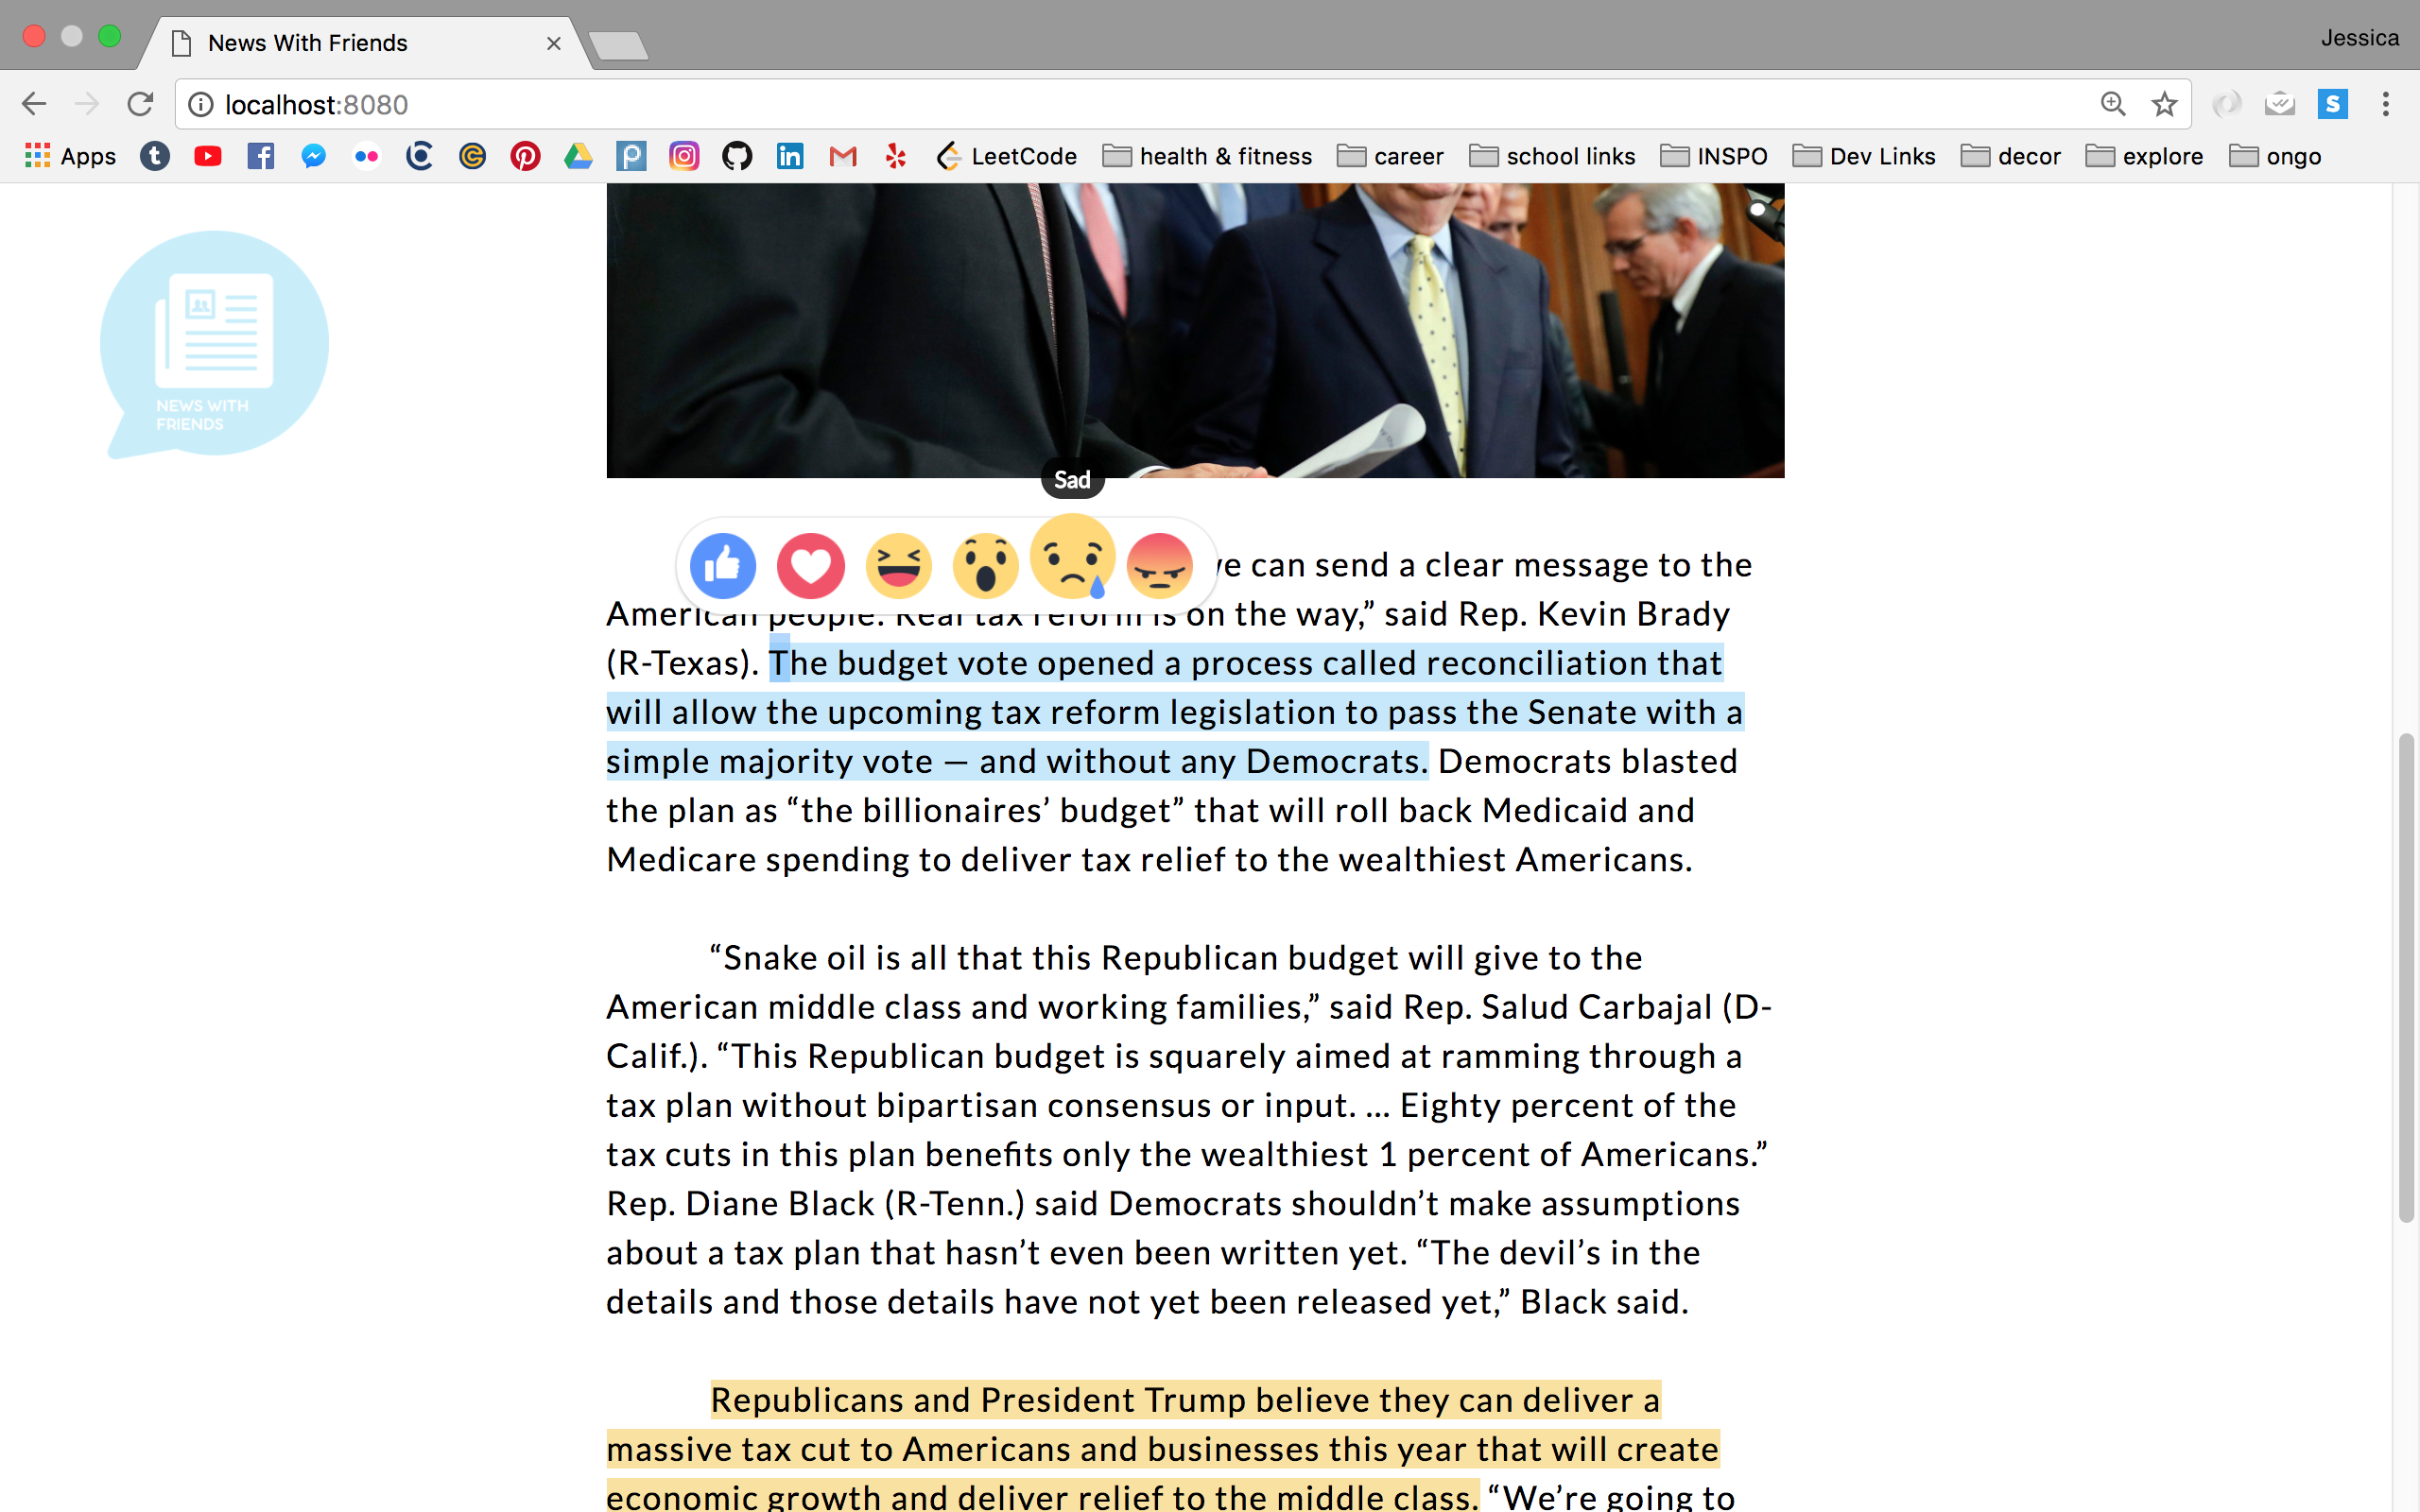 News With Friends
Jessica
localhost:8080
Apps
LeetCode
health & fitness
career
school links
INSPO
Dev Links
decor
explore
ongo
NEWS WITH
FRIENDS
Sad
can send a clear message to the
American people. Real tax reform is on the way,” said Rep. Kevin Brady
(R-Texas). The budget vote opened a process called reconciliation that
will allow the upcoming tax reform legislation to pass the Senate with a
simple majority vote — and without any Democrats. Democrats blasted
the plan as “the billionaires’ budget” that will roll back Medicaid and
Medicare spending to deliver tax relief to the wealthiest Americans.
“Snake oil is all that this Republican budget will give to the
American middle class and working families,” said Rep. Salud Carbajal (D-
Calif.). “This Republican budget is squarely aimed at ramming through a
tax plan without bipartisan consensus or input. ... Eighty percent of the
tax cuts in this plan benefits only the wealthiest 1 percent of Americans.”
Rep. Diane Black (R-Tenn.) said Democrats shouldn’t make assumptions
about a tax plan that hasn’t even been written yet. “The devil’s in the
details and those details have not yet been released yet,” Black said.
Republicans and President Trump believe they can deliver a
massive tax cut to Americans and businesses this year that will create
economic growth and deliver relief to the middle class. “We’re going to